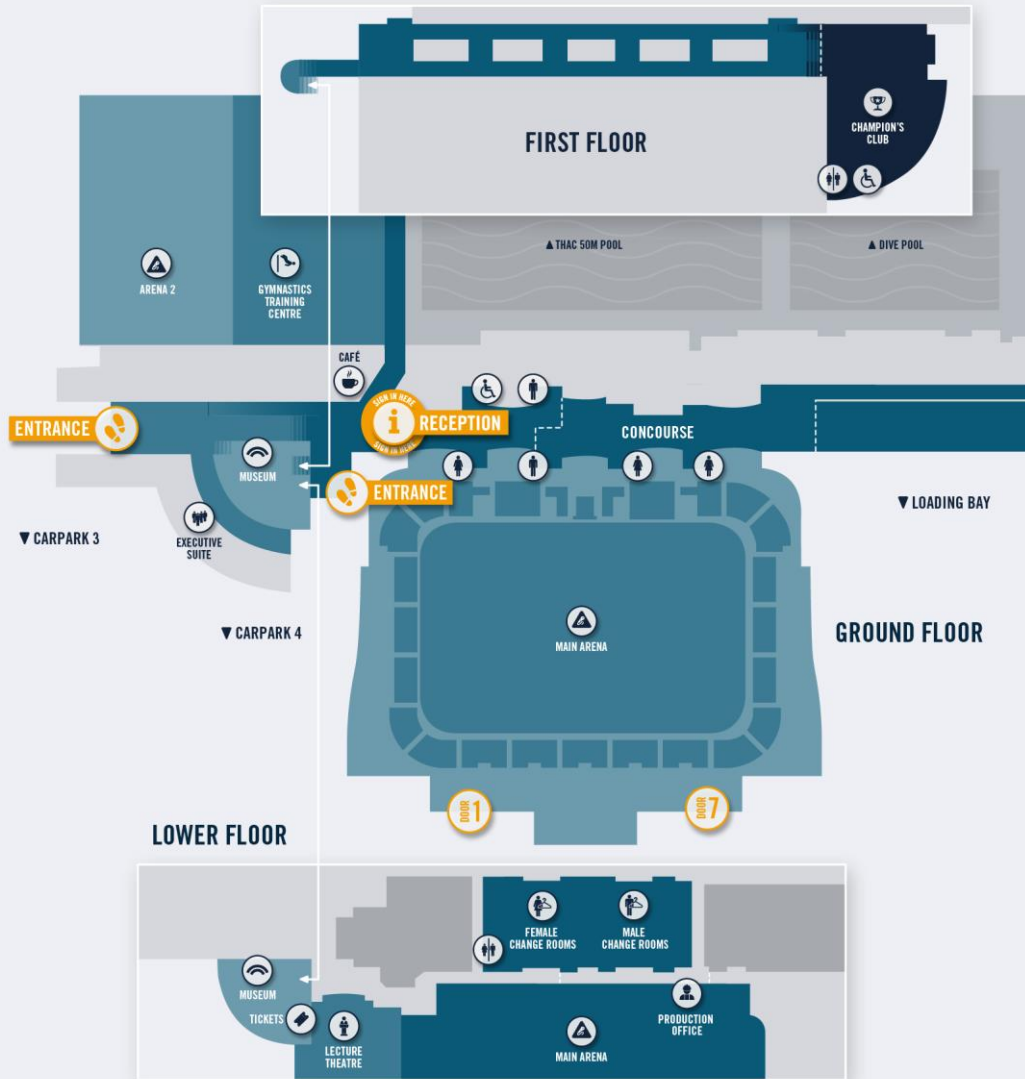 FIRST FLOOR
CHAMPION'S
CLUB
▲ THAC 50M POOL
▲ DIVE POOL
ARENA 2
GYMNASTICS
TRAINING
CENTRE
CAFÉ
ENTRANCE
SIGN IN HERE
i RECEPTION
SIGN IN HERE
CONCOURSE
MUSEUM
ENTRANCE
▼ LOADING BAY
EXECUTIVE
SUITE
▼ CARPARK 3
▼ CARPARK 4
MAIN ARENA
GROUND FLOOR
DOOR 1
DOOR 7
LOWER FLOOR
FEMALE
CHANGE ROOMS
MALE
CHANGE ROOMS
MUSEUM
TICKETS
LECTURE
THEATRE
PRODUCTION
OFFICE
MAIN ARENA